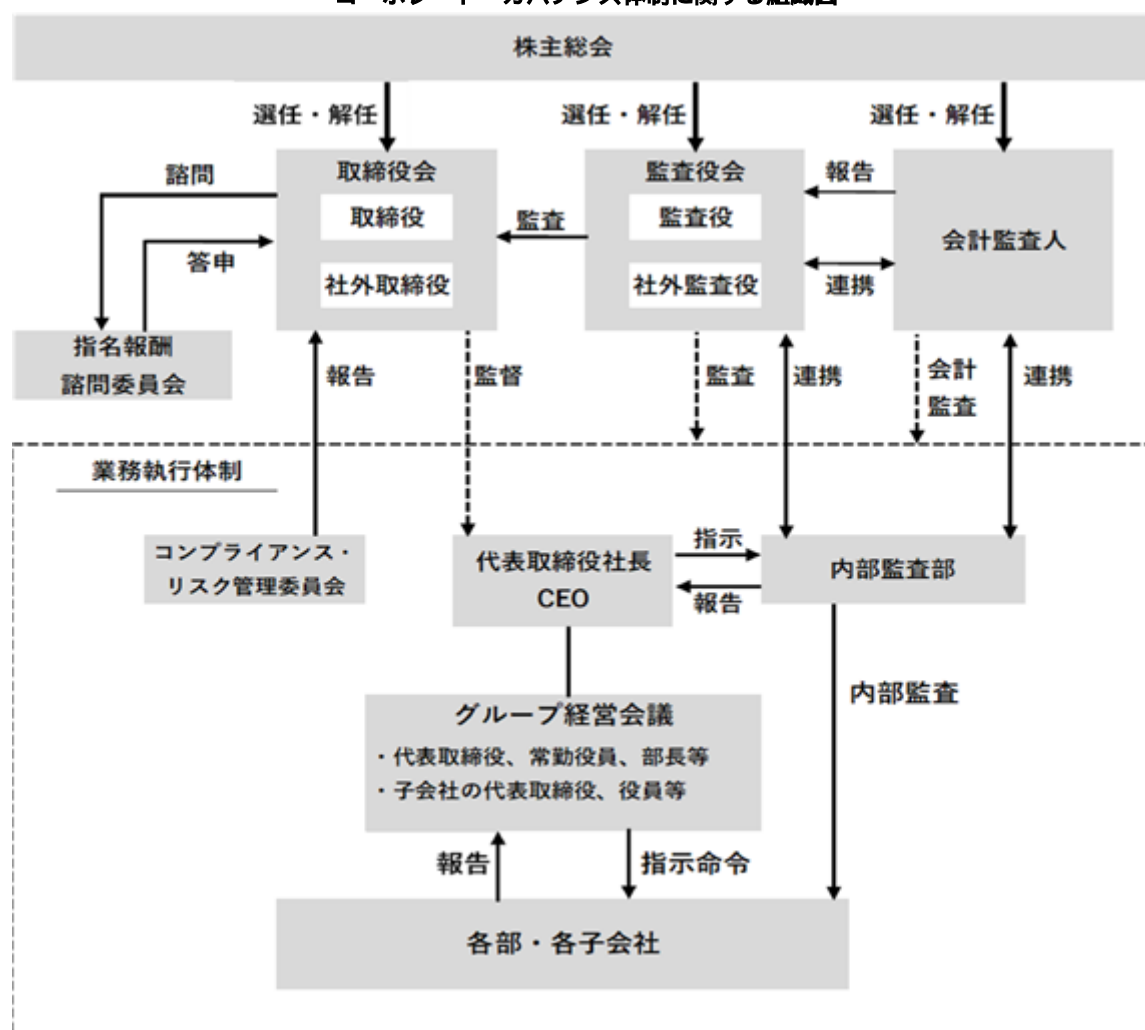 株主総会
選任・解任
選任・解任
選任・解任
諮問
取締役会
監査役会
報告
取締役
監査
監査役
会計監査人
答申
社外取締役
社外監査役
連携
指名報酬
諮問委員会
報告
監督
監査
連携
会計
監査
連携
業務執行体制
コンプライアンス・
リスク管理委員会
代表取締役社長
CEO
指示
報告
内部監査部
内部監査
グループ経営会議
・代表取締役、常勤役員、部長等
・子会社の代表取締役、役員等
報告
指示命令
各部・各子会社